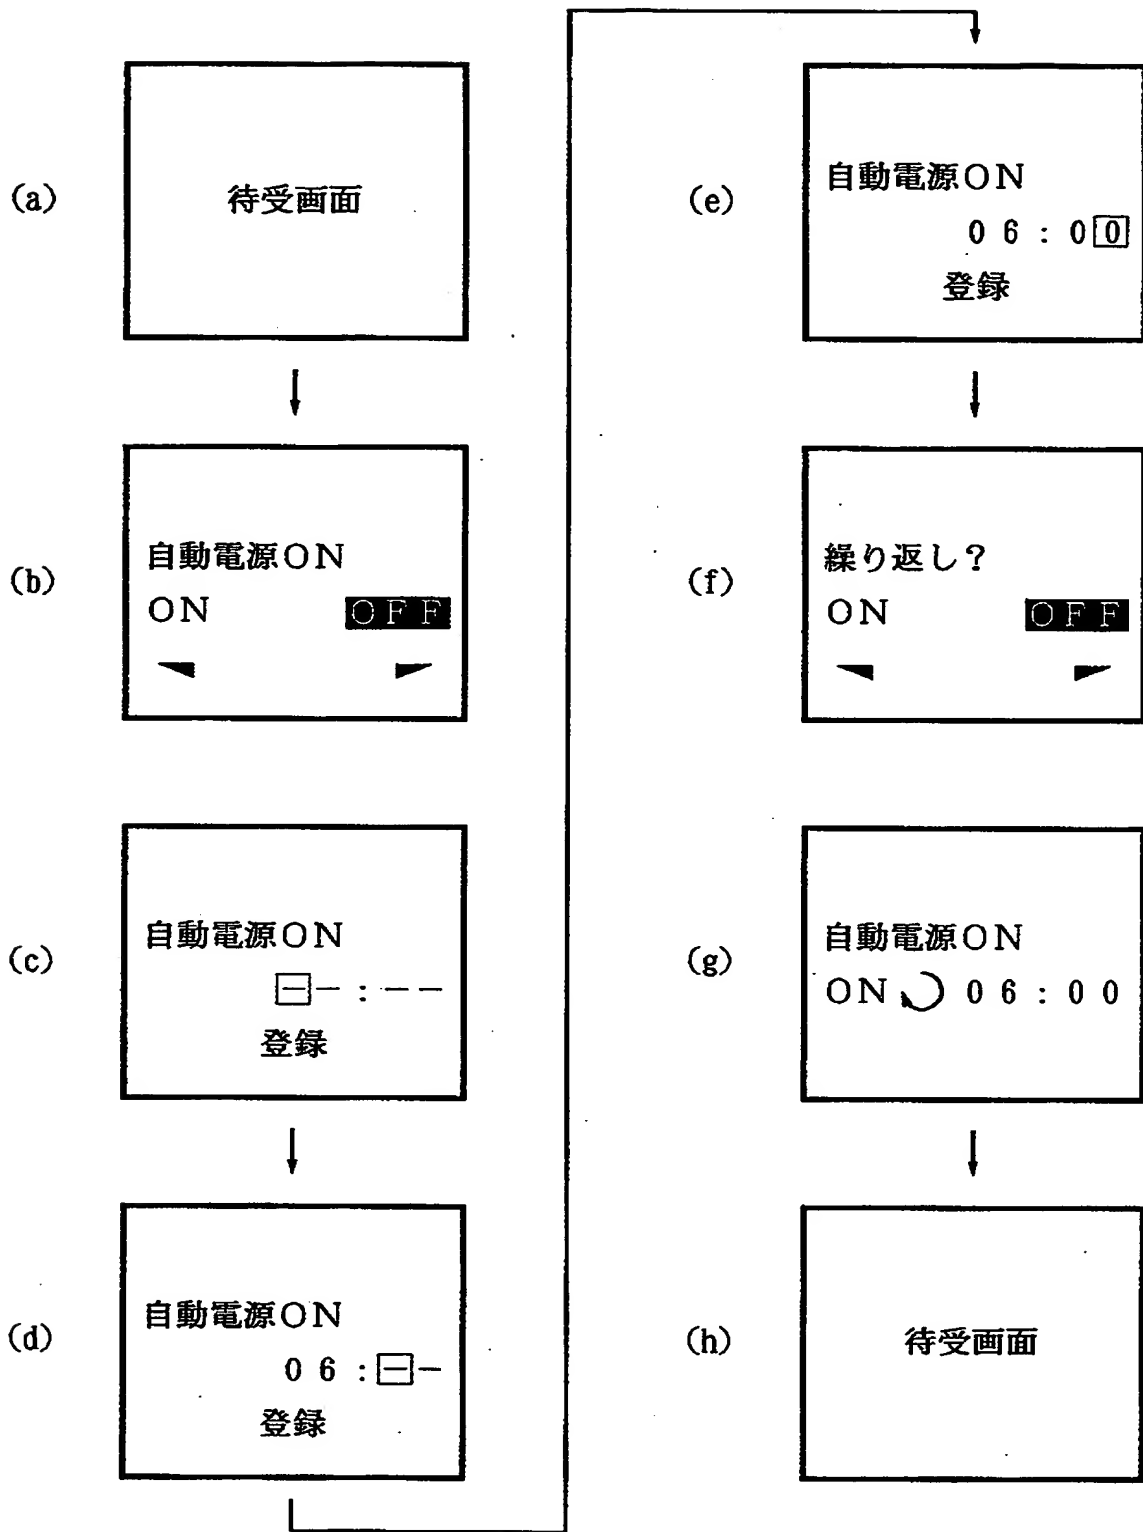 (a)
待受画面
(b)
自動電源ON
ON OFF
(c)
自動電源ON
――:――
登録
(d)
自動電源ON
06:――
登録
(e)
自動電源ON
06:00
登録
(f)
繰り返し?
ON OFF
(g)
自動電源ON
ON 06:00
(h)
待受画面